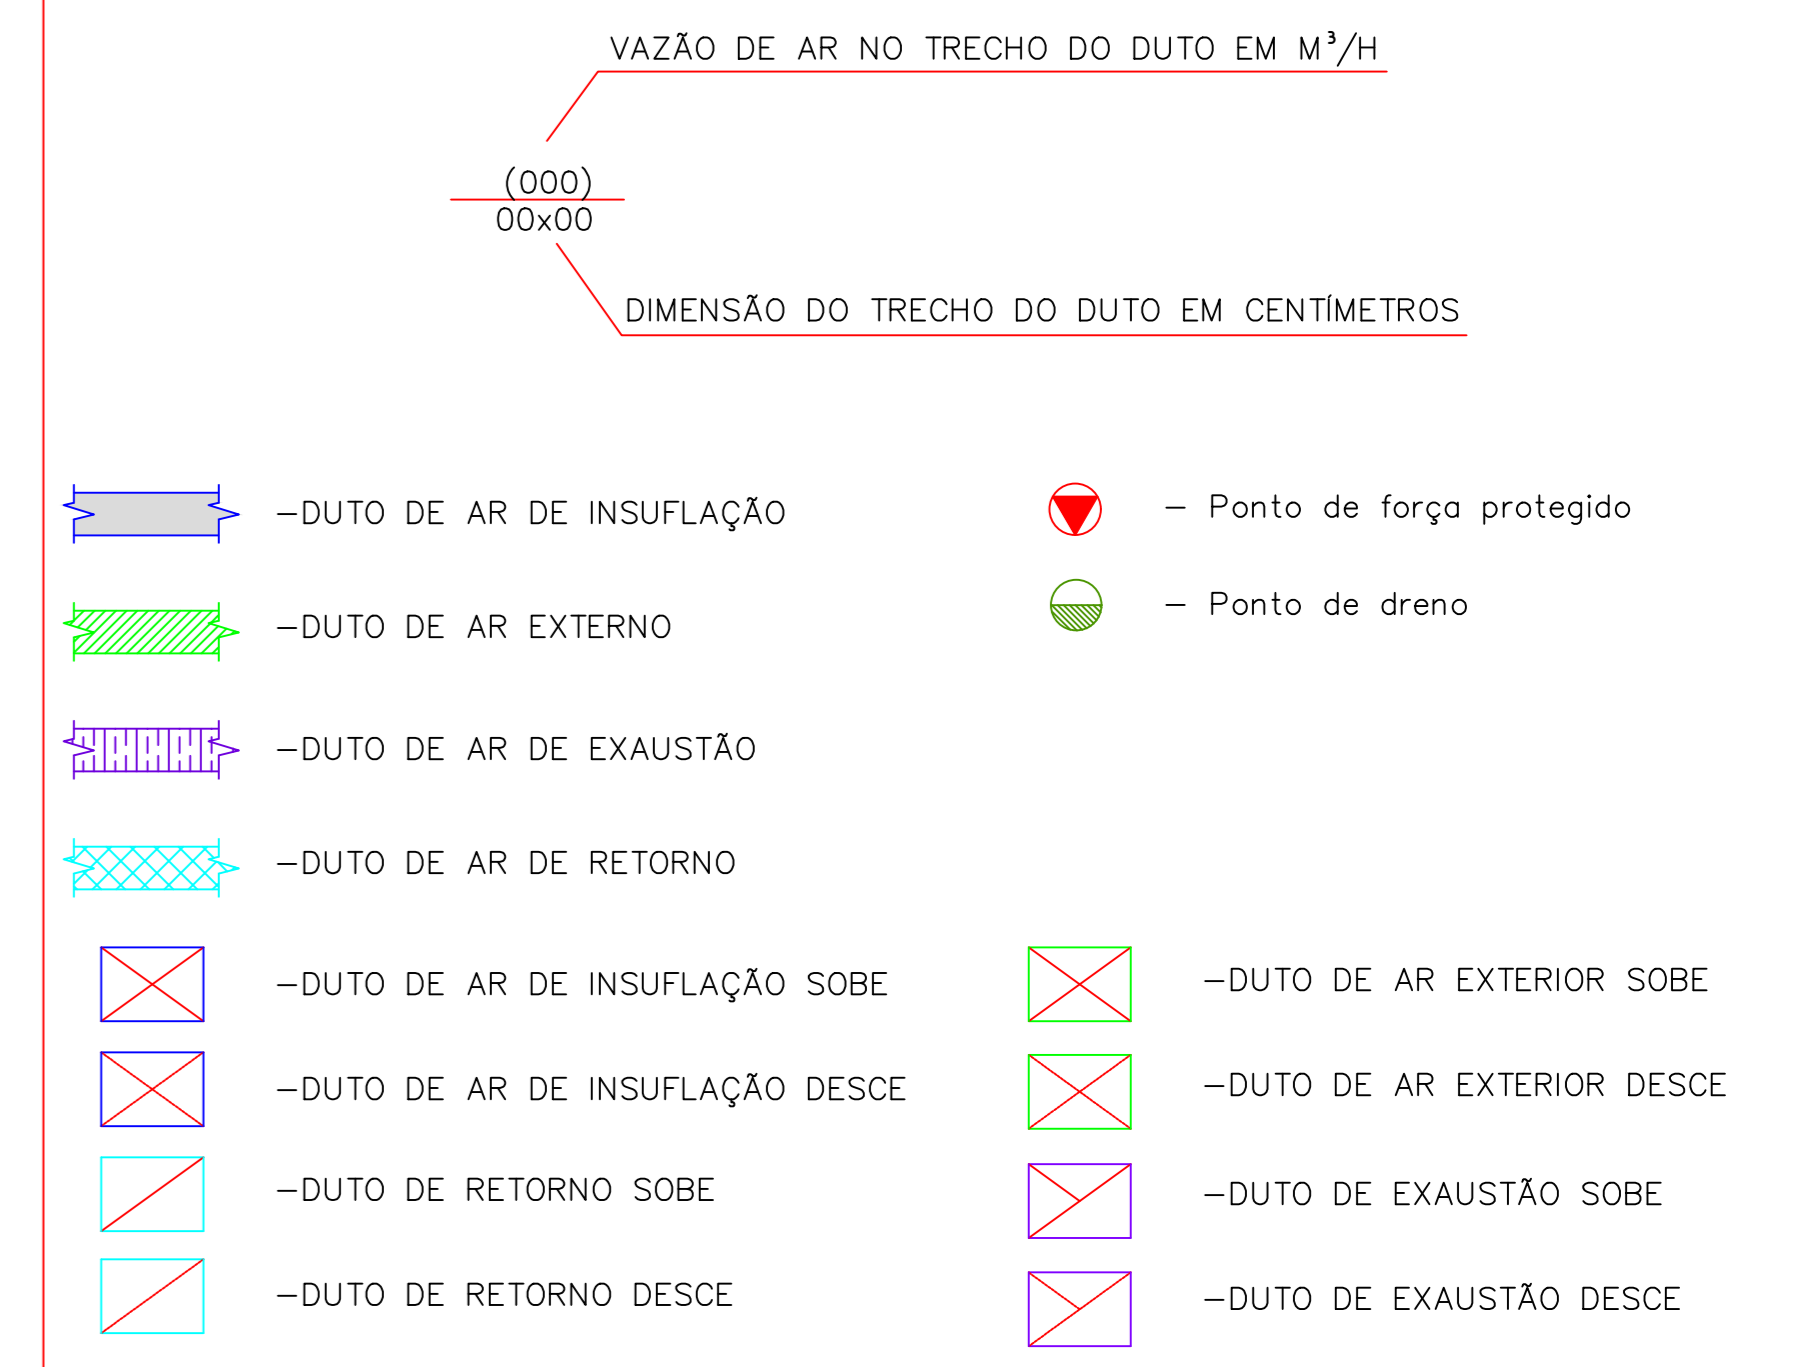 VAZÃO DE AR NO TRECHO DO DUTO EM M³/H
(000)
00x00
DIMENSÃO DO TRECHO DO DUTO EM CENTÍMETROS
-DUTO DE AR DE INSUFLAÇÃO
- Ponto de força protegido
-DUTO DE AR EXTERNO
- Ponto de dreno
-DUTO DE AR DE EXAUSTÃO
-DUTO DE AR DE RETORNO
-DUTO DE AR DE INSUFLAÇÃO SOBE
-DUTO DE AR EXTERIOR SOBE
-DUTO DE AR DE INSUFLAÇÃO DESCE
-DUTO DE AR EXTERIOR DESCE
-DUTO DE RETORNO SOBE
-DUTO DE EXAUSTÃO SOBE
-DUTO DE RETORNO DESCE
-DUTO DE EXAUSTÃO DESCE